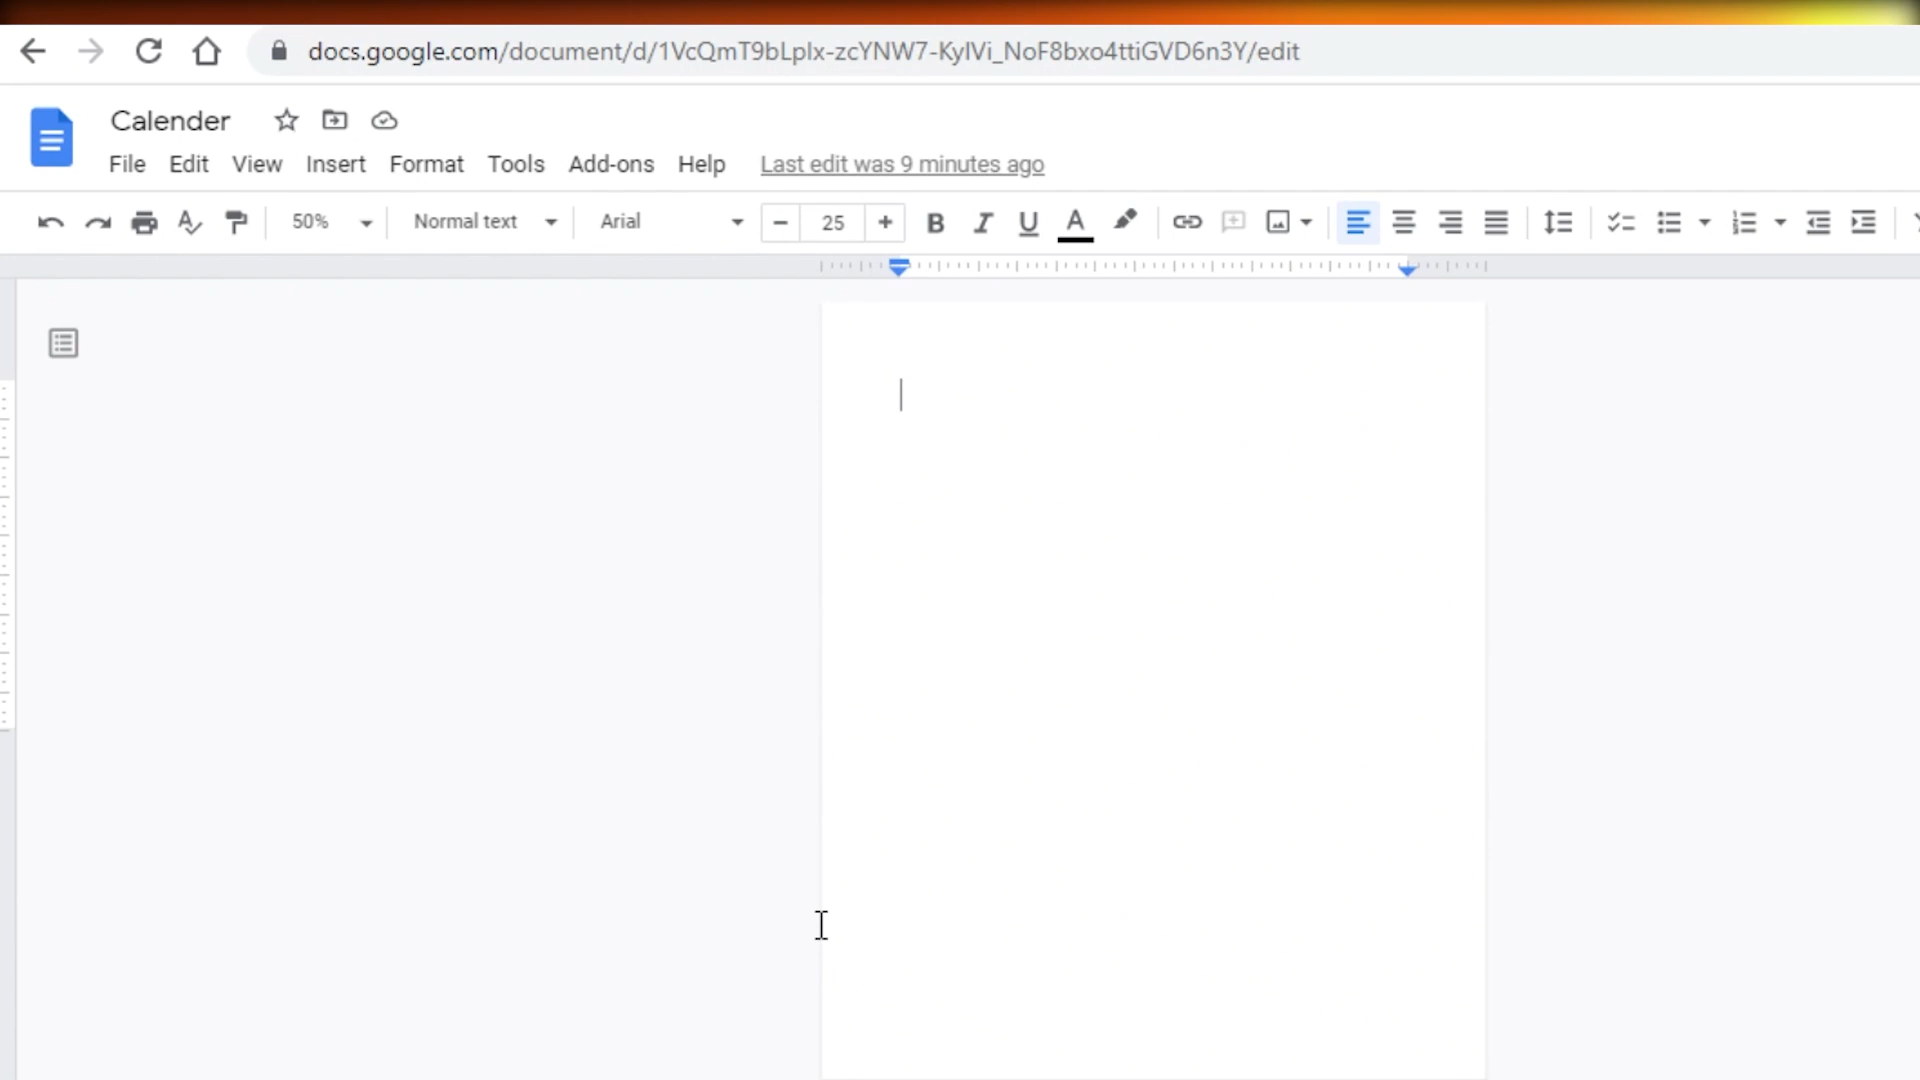 docs.google.com/document/d/1VcQmT9bLplx-zcYNW7-KylVi_NoF8bxo4ttiGVD6n3Y/edit
Calender
File Edit View Insert Format Tools Add-ons Help Last edit was 9 minutes ago
50% Normal text Arial − 25 + B I U A